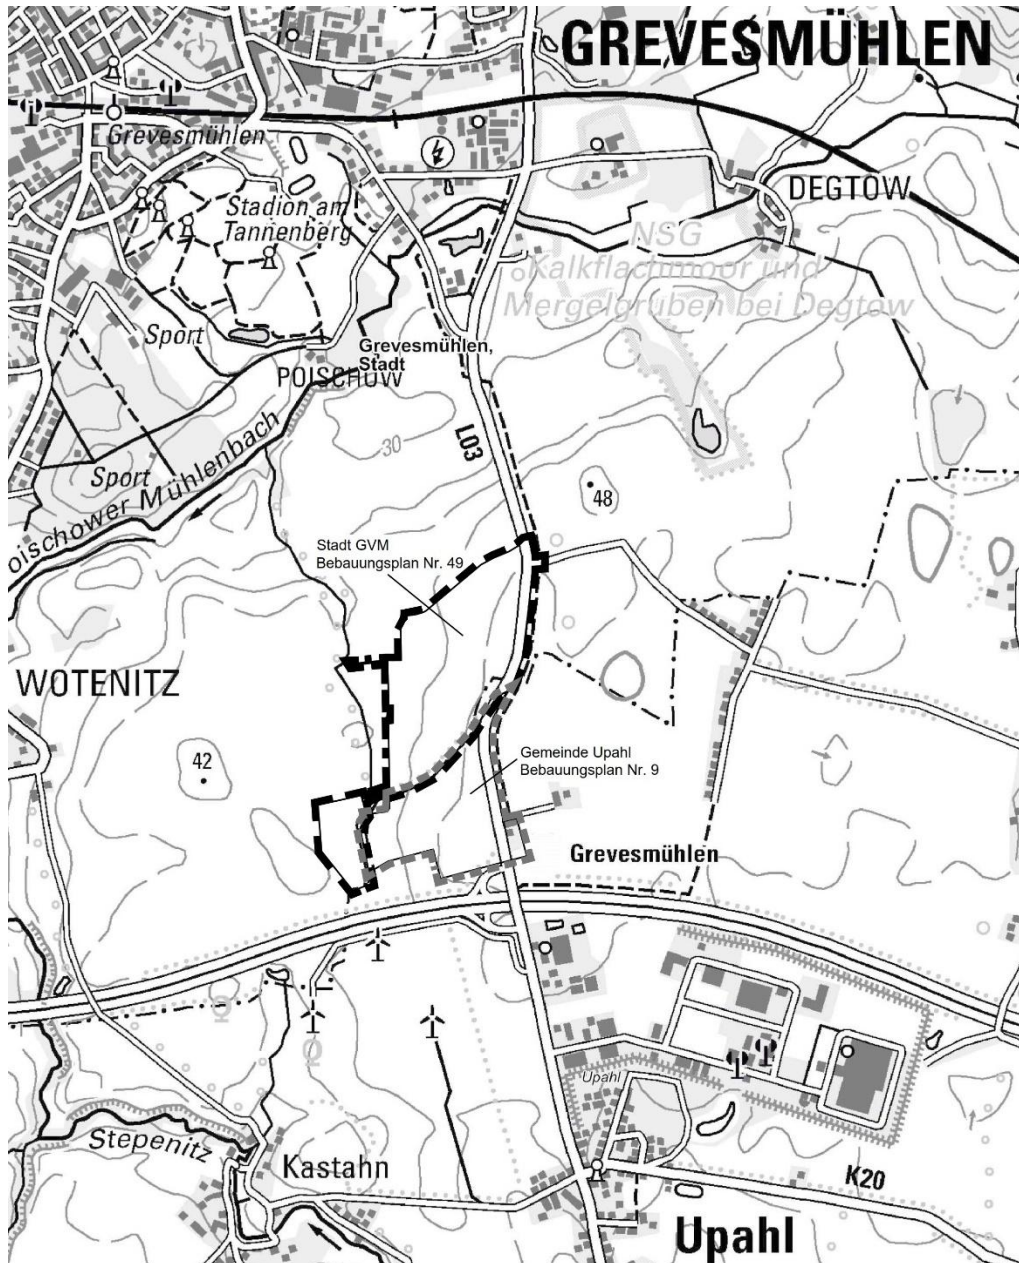 GREVESMÜHLEN
Grevesmühlen
Stadion am
Tannenberg
DEGTOW
NSG
Kalkflachmoor und
Mergelgruben bei Degtow
Sport
Grevesmühlen,
Stadt
POISCHOW
L03
30
Sport
oischower Mühlenbach
48
Stadt GVM
Bebauungsplan Nr. 49
WOTENITZ
42
Gemeinde Upahl
Bebauungsplan Nr. 9
Grevesmühlen
Upahl
Stepenitz
Kastahn
K20
Upahl